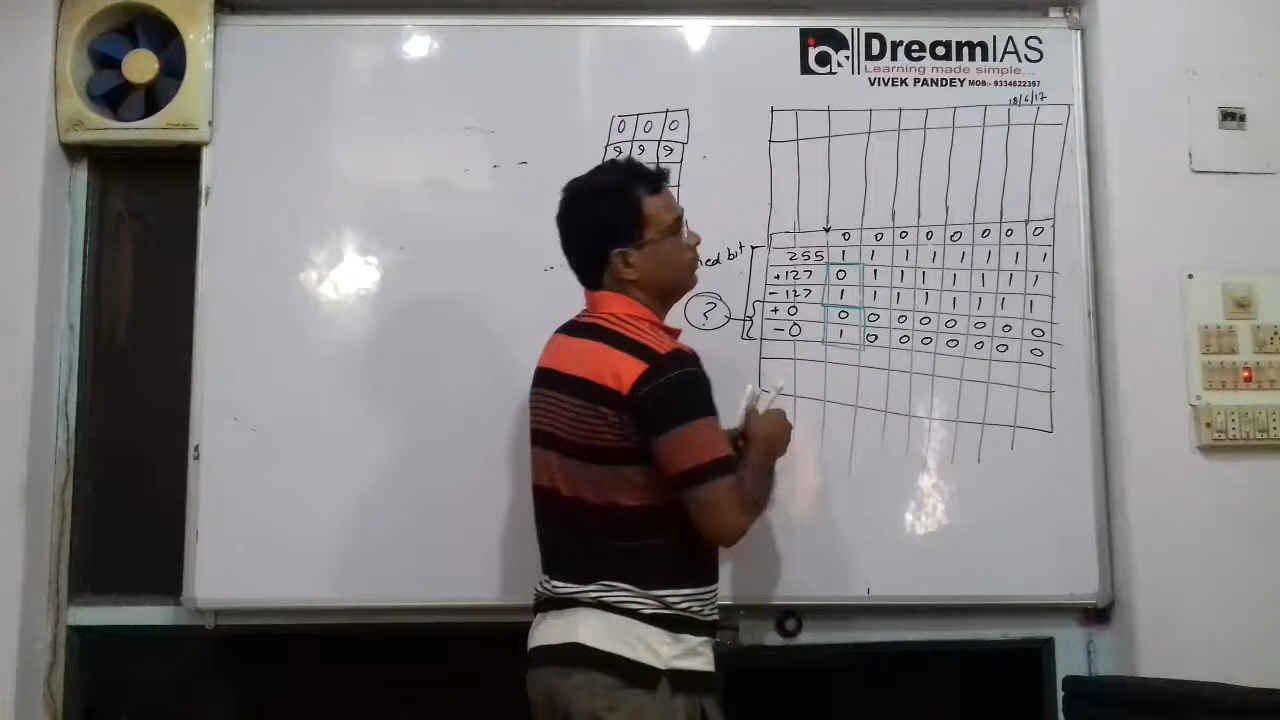 DreamIAS
Learning made simple...
VIVEK PANDEY MOB:- 9334622397
18/6/17
0 0 0
9 9 9
0 0 0 0 0 0 0 0
ned bit
255 1 1 1 1 1 1 1 1
+127 0 1 1 1 1 1 1 1
-127 1 1 1 1 1 1 1 1
?
+0 0 0 0 0 0 0 0 0
-0 1 0 0 0 0 0 0 0